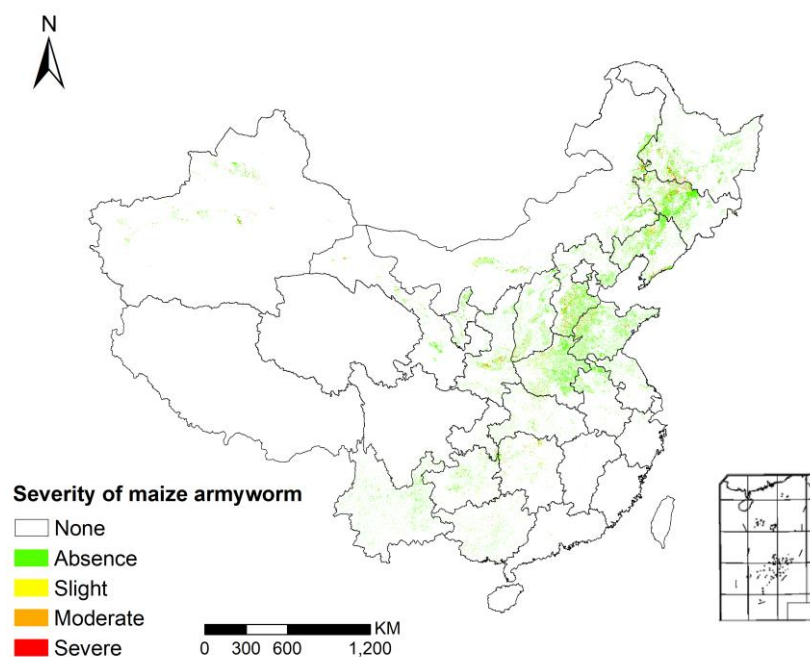 N
Severity of maize armyworm
None
Absence
Slight
Moderate
Severe
KM
0 300 600 1,200